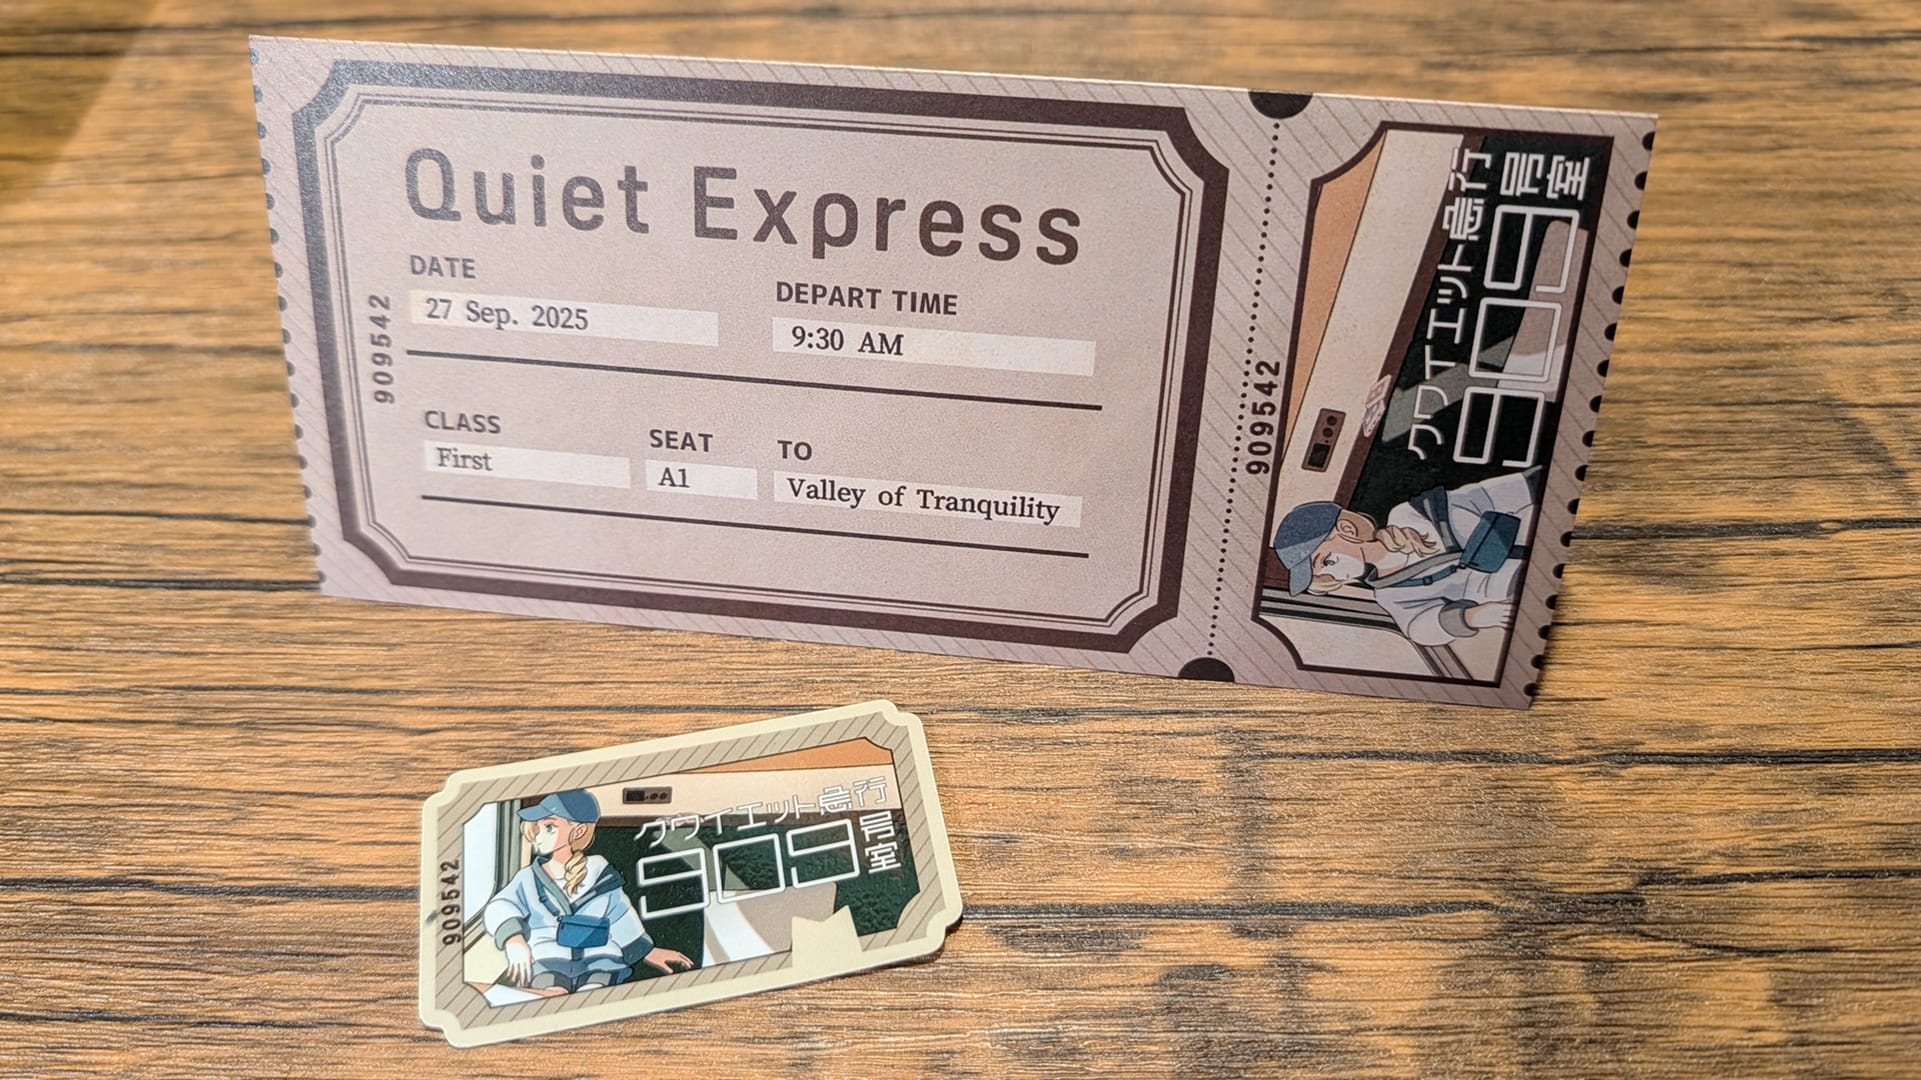 Quiet Express
DATE
27 Sep. 2025
DEPART TIME
9:30 AM
CLASS
First
SEAT
A1
TO
Valley of Tranquility
909542
909542
クワイエット急行
909号室
909542
クワイエット急行
909号室